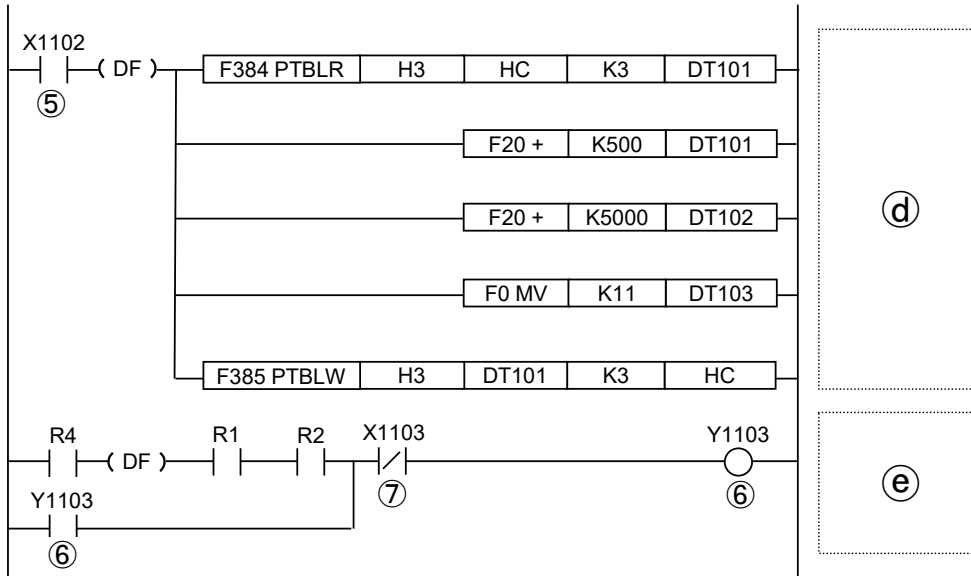 X1102
( DF )
F384 PTBLR H3 HC K3 DT101
⑤
F20 + K500 DT101
F20 + K5000 DT102
ⓓ
F0 MV K11 DT103
F385 PTBLW H3 DT101 K3 HC
R4 ( DF ) R1 R2 X1103 Y1103
⑦ ⑥
ⓔ
Y1103
⑥